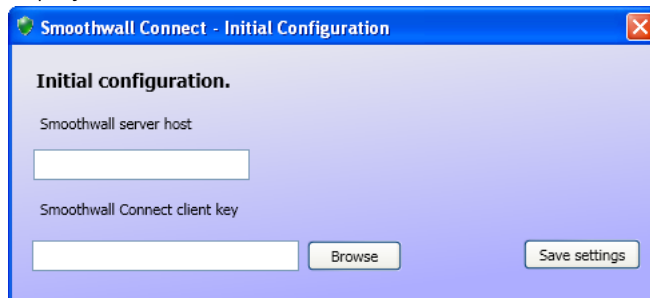 Smoothwall Connect - Initial Configuration
Initial configuration.
Smoothwall server host
Smoothwall Connect client key
Browse
Save settings